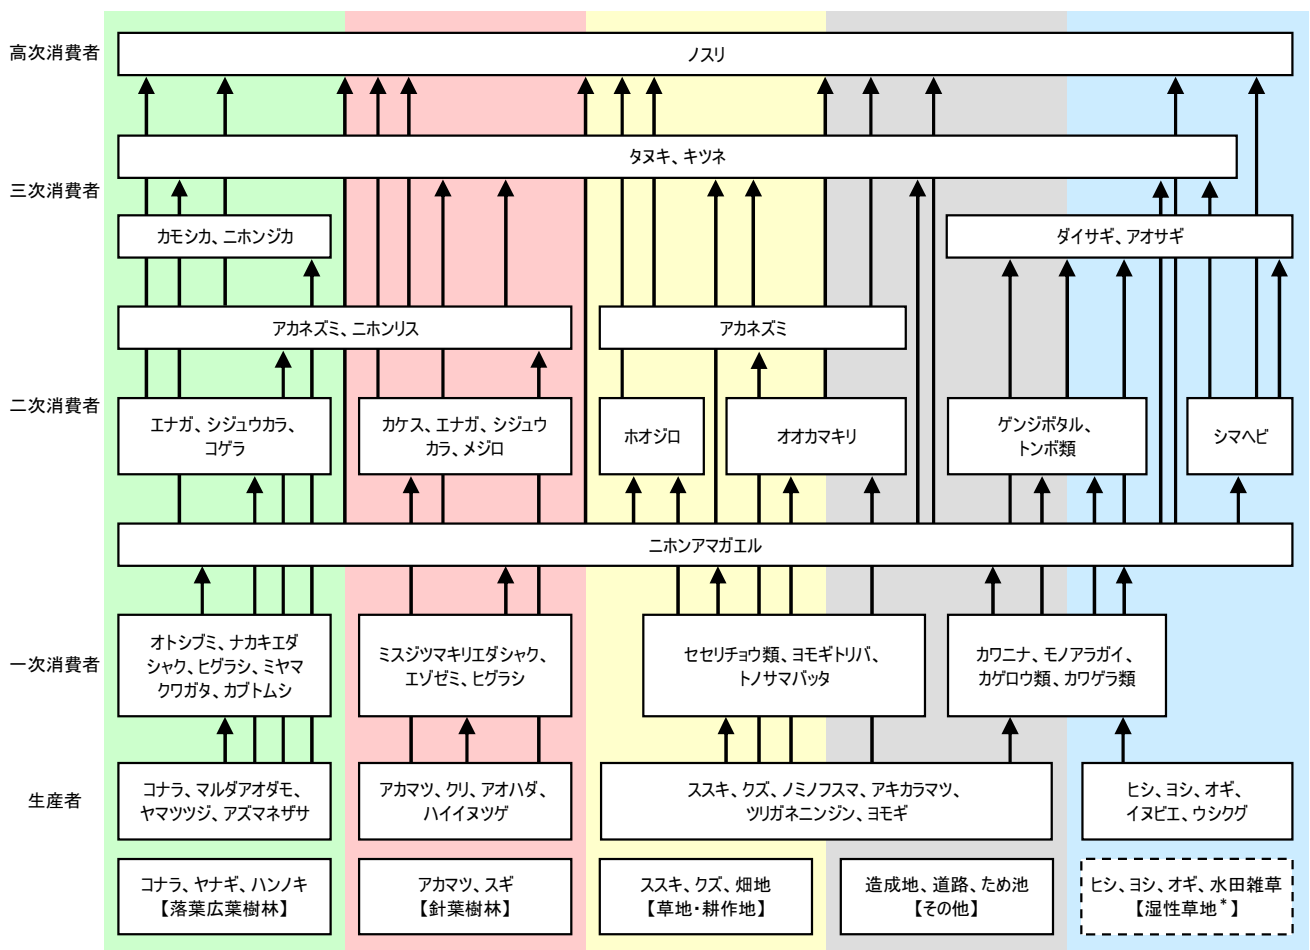 高次消費者
ノスリ
タヌキ、キツネ
三次消費者
カモシカ、ニホンジカ
ダイサギ、アオサギ
アカネズミ、ニホンリス
アカネズミ
二次消費者
エナガ、シジュウカラ、
コゲラ
カケス、エナガ、シジュウ
カラ、メジロ
ホオジロ
オオカマキリ
ゲンジボタル、
トンボ類
シマヘビ
ニホンアマガエル
一次消費者
オトシブミ、ナカキエダ
シャク、ヒグラシ、ミヤマ
クワガタ、カブトムシ
ミスジツマキリエダシャク、
エゾゼミ、ヒグラシ
セセリチョウ類、ヨモギトリバ、
トノサマバッタ
カワニナ、モノアラガイ、
カゲロウ類、カワゲラ類
生産者
コナラ、マルダアオダモ、
ヤマツツジ、アズマネザサ
アカマツ、クリ、アオハダ、
ハイイヌツゲ
ススキ、クズ、ノミノフスマ、アキカラマツ、
ツリガネニンジン、ヨモギ
ヒシ、ヨシ、オギ、
イヌビエ、ウシクグ
コナラ、ヤナギ、ハンノキ
【落葉広葉樹林】
アカマツ、スギ
【針葉樹林】
ススキ、クズ、畑地
【草地・耕作地】
造成地、道路、ため池
【その他】
ヒシ、ヨシ、オギ、水田雑草
【湿性草地*】